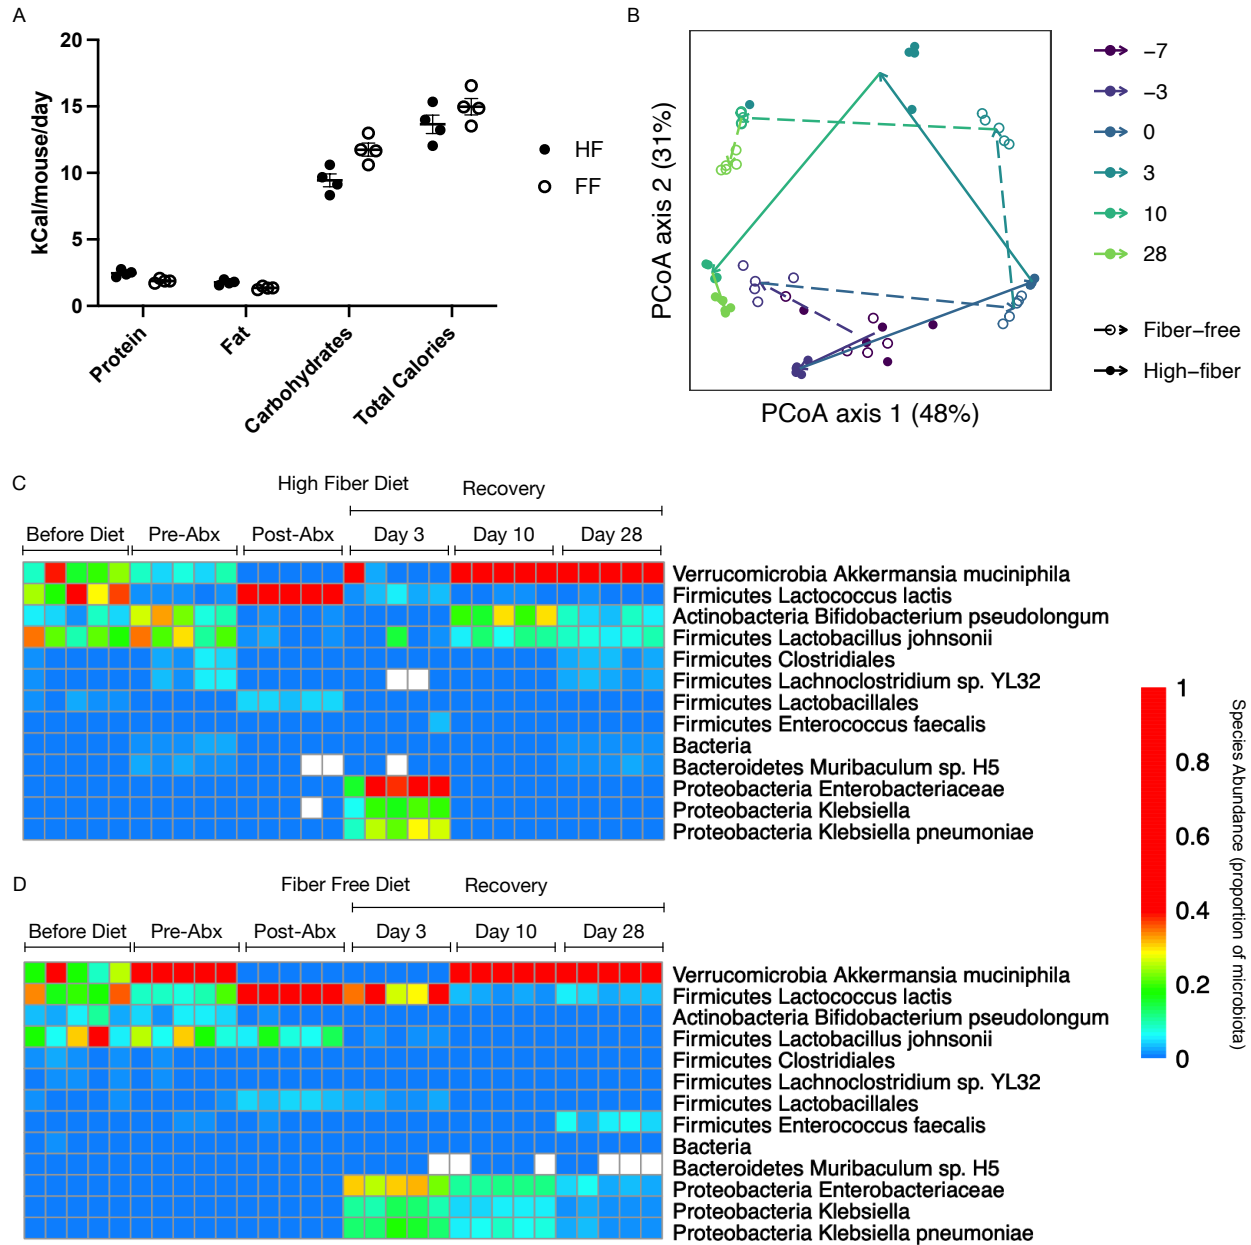 A
20
15
10
5
0
kCal/mouse/day
Protein
Fat
Carbohydrates
Total Calories
HF
FF
B
PCoA axis 2 (31%)
PCoA axis 1 (48%)
−7
−3
0
3
10
28
Fiber−free
High−fiber
C
High Fiber Diet
Recovery
Before Diet
Pre-Abx
Post-Abx
Day 3
Day 10
Day 28
Verrucomicrobia Akkermansia muciniphila
Firmicutes Lactococcus lactis
Actinobacteria Bifidobacterium pseudolongum
Firmicutes Lactobacillus johnsonii
Firmicutes Clostridiales
Firmicutes Lachnoclostridium sp. YL32
Firmicutes Lactobacillales
Firmicutes Enterococcus faecalis
Bacteria
Bacteroidetes Muribaculum sp. H5
Proteobacteria Enterobacteriaceae
Proteobacteria Klebsiella
Proteobacteria Klebsiella pneumoniae
D
Fiber Free Diet
Recovery
Before Diet
Pre-Abx
Post-Abx
Day 3
Day 10
Day 28
Verrucomicrobia Akkermansia muciniphila
Firmicutes Lactococcus lactis
Actinobacteria Bifidobacterium pseudolongum
Firmicutes Lactobacillus johnsonii
Firmicutes Clostridiales
Firmicutes Lachnoclostridium sp. YL32
Firmicutes Lactobacillales
Firmicutes Enterococcus faecalis
Bacteria
Bacteroidetes Muribaculum sp. H5
Proteobacteria Enterobacteriaceae
Proteobacteria Klebsiella
Proteobacteria Klebsiella pneumoniae
1
0.8
0.6
0.4
0.2
0
Species Abundance (proportion of microbiota)